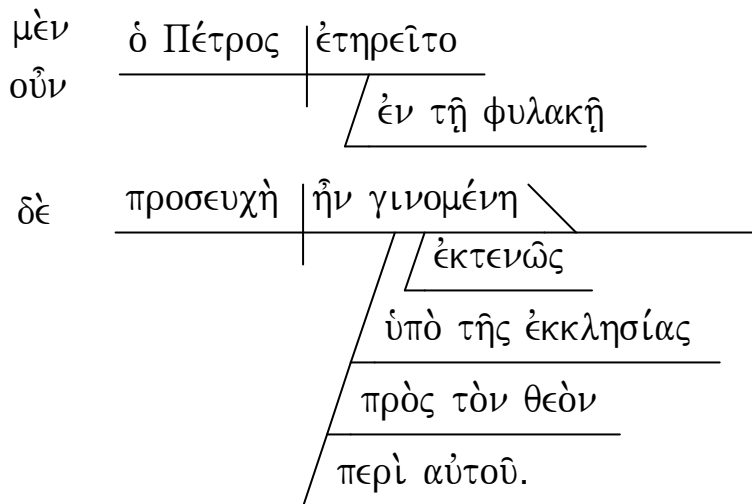 μὲν
οὖν
ὁ Πέτρος ἐτηρεῖτο
ἐν τῇ φυλακῇ
δὲ
προσευχὴ ἦν γινομένη
ἐκτενῶς
ὑπὸ τῆς ἐκκλησίας
πρὸς τὸν θεὸν
περὶ αὐτοῦ.